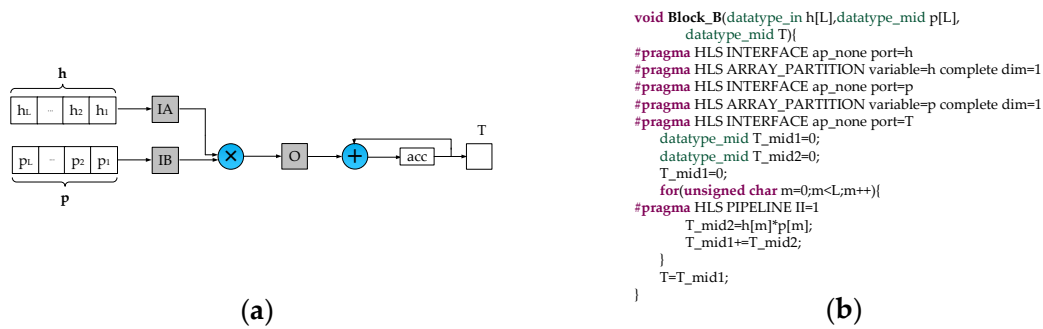 h
hL ... h2 h1
IA
T
pL ... p2 p1
IB
×
O
+
acc
p
(a)
void Block_B(datatype_in h[L],datatype_mid p[L],
datatype_mid T){
#pragma HLS INTERFACE ap_none port=h
#pragma HLS ARRAY_PARTITION variable=h complete dim=1
#pragma HLS INTERFACE ap_none port=p
#pragma HLS ARRAY_PARTITION variable=p complete dim=1
#pragma HLS INTERFACE ap_none port=T
datatype_mid T_mid1=0;
datatype_mid T_mid2=0;
T_mid1=0;
for(unsigned char m=0;m<L;m++){
#pragma HLS PIPELINE II=1
T_mid2=h[m]*p[m];
T_mid1+=T_mid2;
}
T=T_mid1;
}
(b)